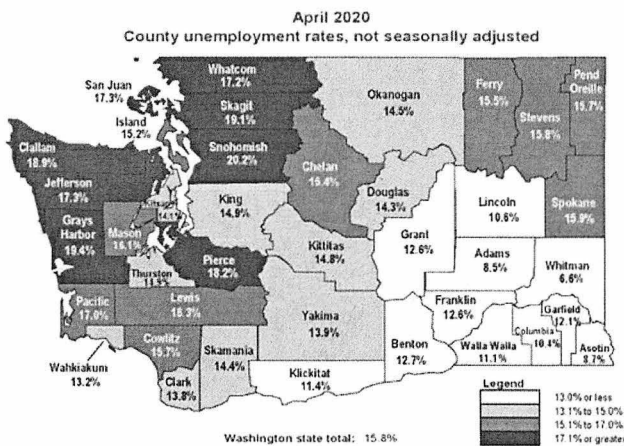 April 2020
County unemployment rates, not seasonally adjusted
Whatcom
17.2%
San Juan
17.3%
Skagit
19.1%
Island
15.2%
Okanogan
14.5%
Ferry
15.5%
Stevens
15.8%
Pend
Oreille
15.7%
Clallam
18.9%
Snohomish
20.2%
Chelan
Jefferson
17.3%
Douglas
14.3%
Kitsap
14.1%
King
14.9%
Lincoln
10.6%
Spokane
15.9%
Grays
Harbor
19.4%
Mason
16.1%
Grant
12.6%
Kittitas
14.8%
Pierce
18.2%
Adams
8.5%
Whitman
6.6%
Thurston
Pacific
17.0%
Lewis
Yakima
13.9%
Franklin
12.6%
Garfield
12.1%
Columbia
10.4%
Cowlitz
15.7%
Skamania
14.4%
Benton
12.7%
Walla Walla
11.1%
Asotin
8.7%
Wahkiakum
13.2%
Clark
13.8%
Klickitat
11.4%
Legend
13.0% or less
13.1% to 15.0%
15.1% to 17.0%
17.1% or greater
Washington state total: 15.8%